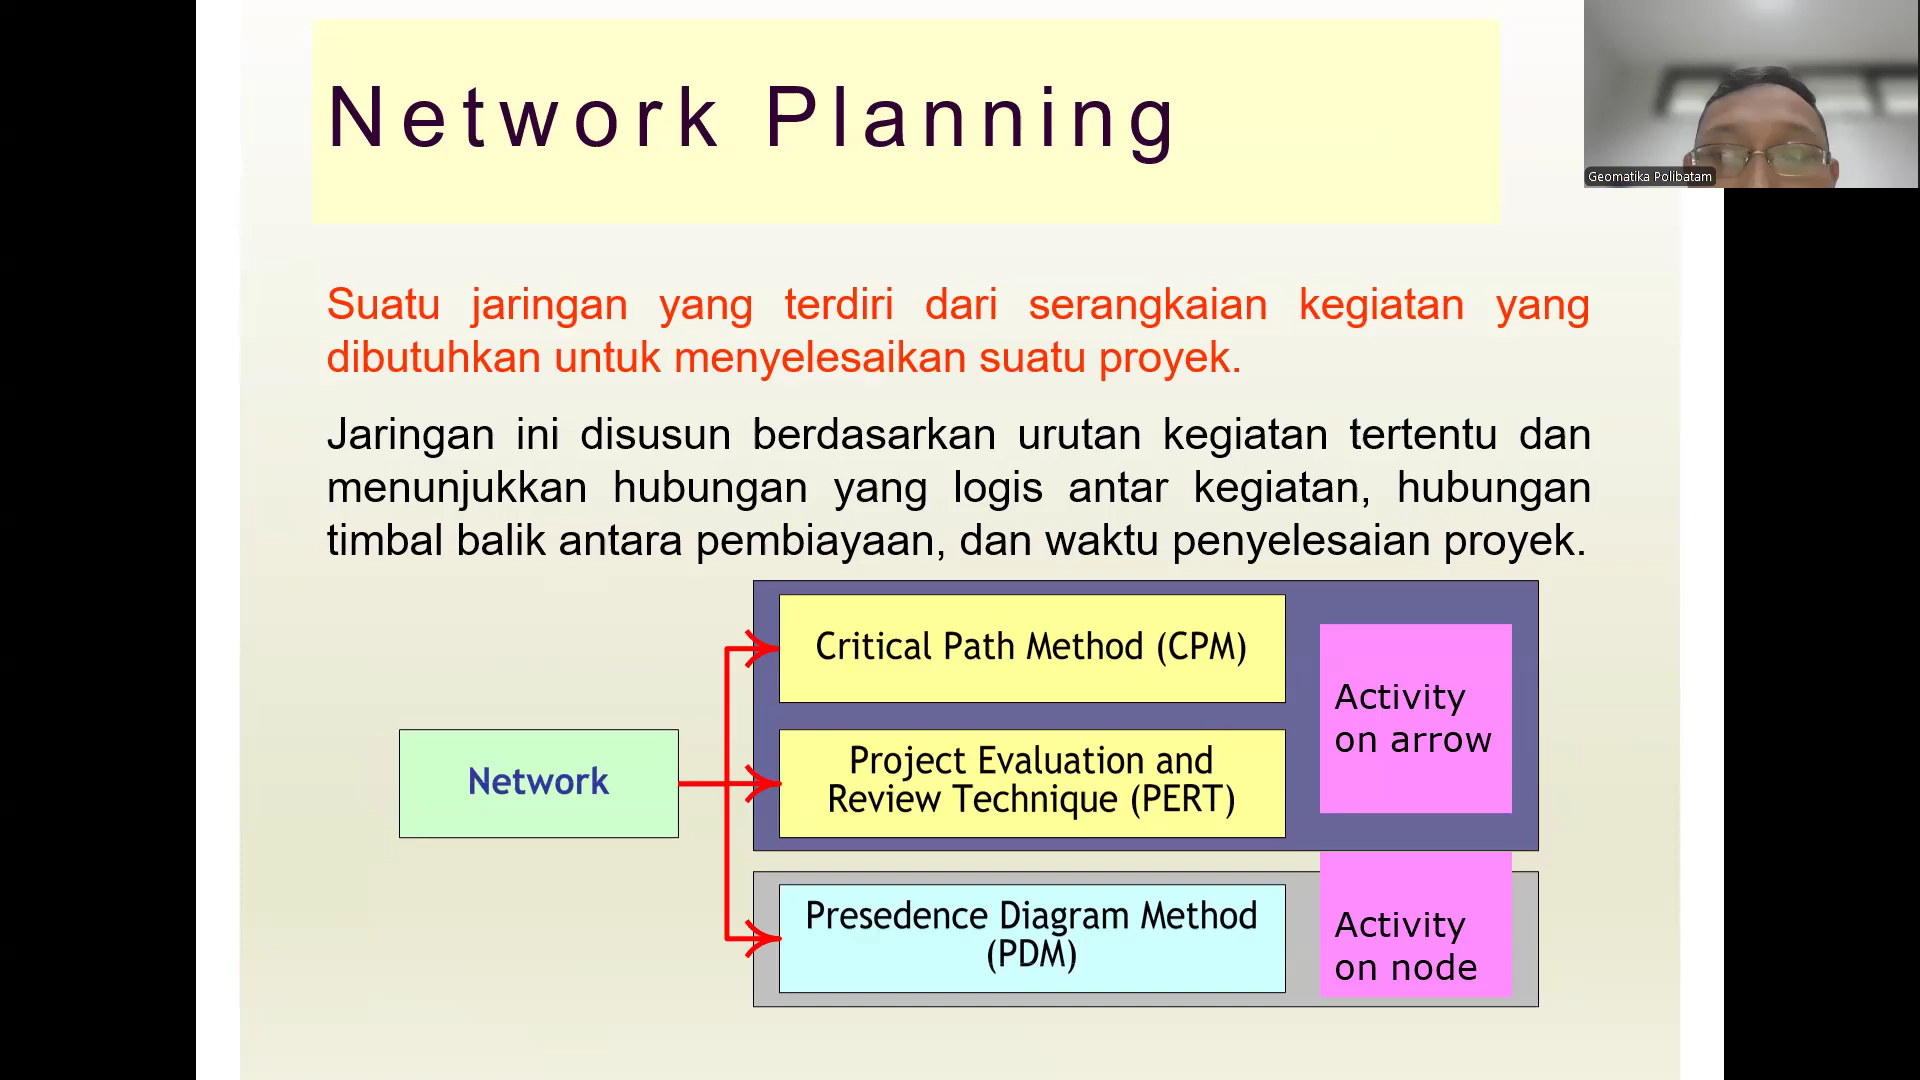 Network Planning
Geomatika Polibatam
Suatu jaringan yang terdiri dari serangkaian kegiatan yang
dibutuhkan untuk menyelesaikan suatu proyek.
Jaringan ini disusun berdasarkan urutan kegiatan tertentu dan
menunjukkan hubungan yang logis antar kegiatan, hubungan
timbal balik antara pembiayaan, dan waktu penyelesaian proyek.
Network
Critical Path Method (CPM)
Project Evaluation and
Review Technique (PERT)
Activity
on arrow
Presedence Diagram Method
(PDM)
Activity
on node